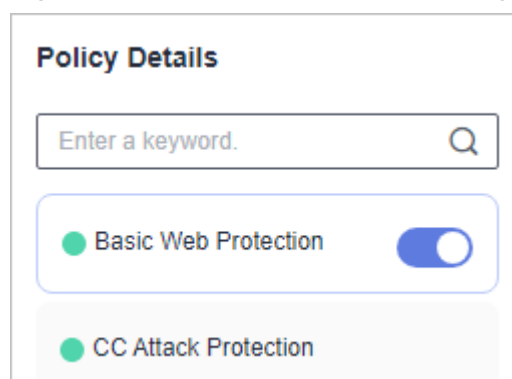 Policy Details
Enter a keyword.
Basic Web Protection
CC Attack Protection